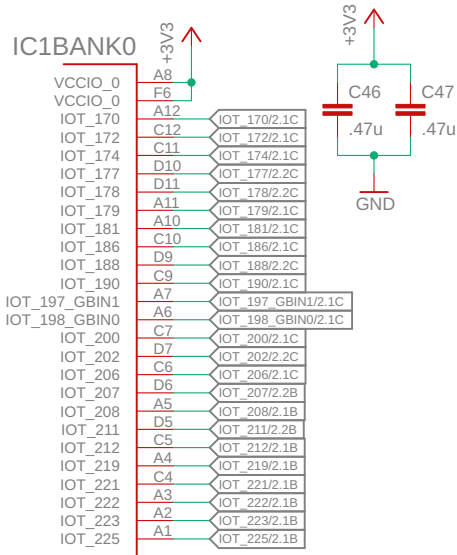 IC1BANK0
+3V3
VCCIO_0 A8
VCCIO_0 F6
IOT_170 A12 IOT_170/2.1C
IOT_172 C12 IOT_172/2.1C
IOT_174 C11 IOT_174/2.1C
IOT_177 D10 IOT_177/2.2C
IOT_178 D11 IOT_178/2.2C
IOT_179 A11 IOT_179/2.1C
IOT_181 A10 IOT_181/2.1C
IOT_186 C10 IOT_186/2.1C
IOT_188 D9 IOT_188/2.2C
IOT_190 C9 IOT_190/2.1C
IOT_197_GBIN1 A7 IOT_197_GBIN1/2.1C
IOT_198_GBIN0 A6 IOT_198_GBIN0/2.1C
IOT_200 C7 IOT_200/2.1C
IOT_202 D7 IOT_202/2.2C
IOT_206 C6 IOT_206/2.1C
IOT_207 D6 IOT_207/2.2B
IOT_208 A5 IOT_208/2.1B
IOT_211 D5 IOT_211/2.2B
IOT_212 C5 IOT_212/2.1B
IOT_219 A4 IOT_219/2.1B
IOT_221 C4 IOT_221/2.1B
IOT_222 A3 IOT_222/2.1B
IOT_223 A2 IOT_223/2.1B
IOT_225 A1 IOT_225/2.1B
+3V3
C46 C47
.47u .47u
GND